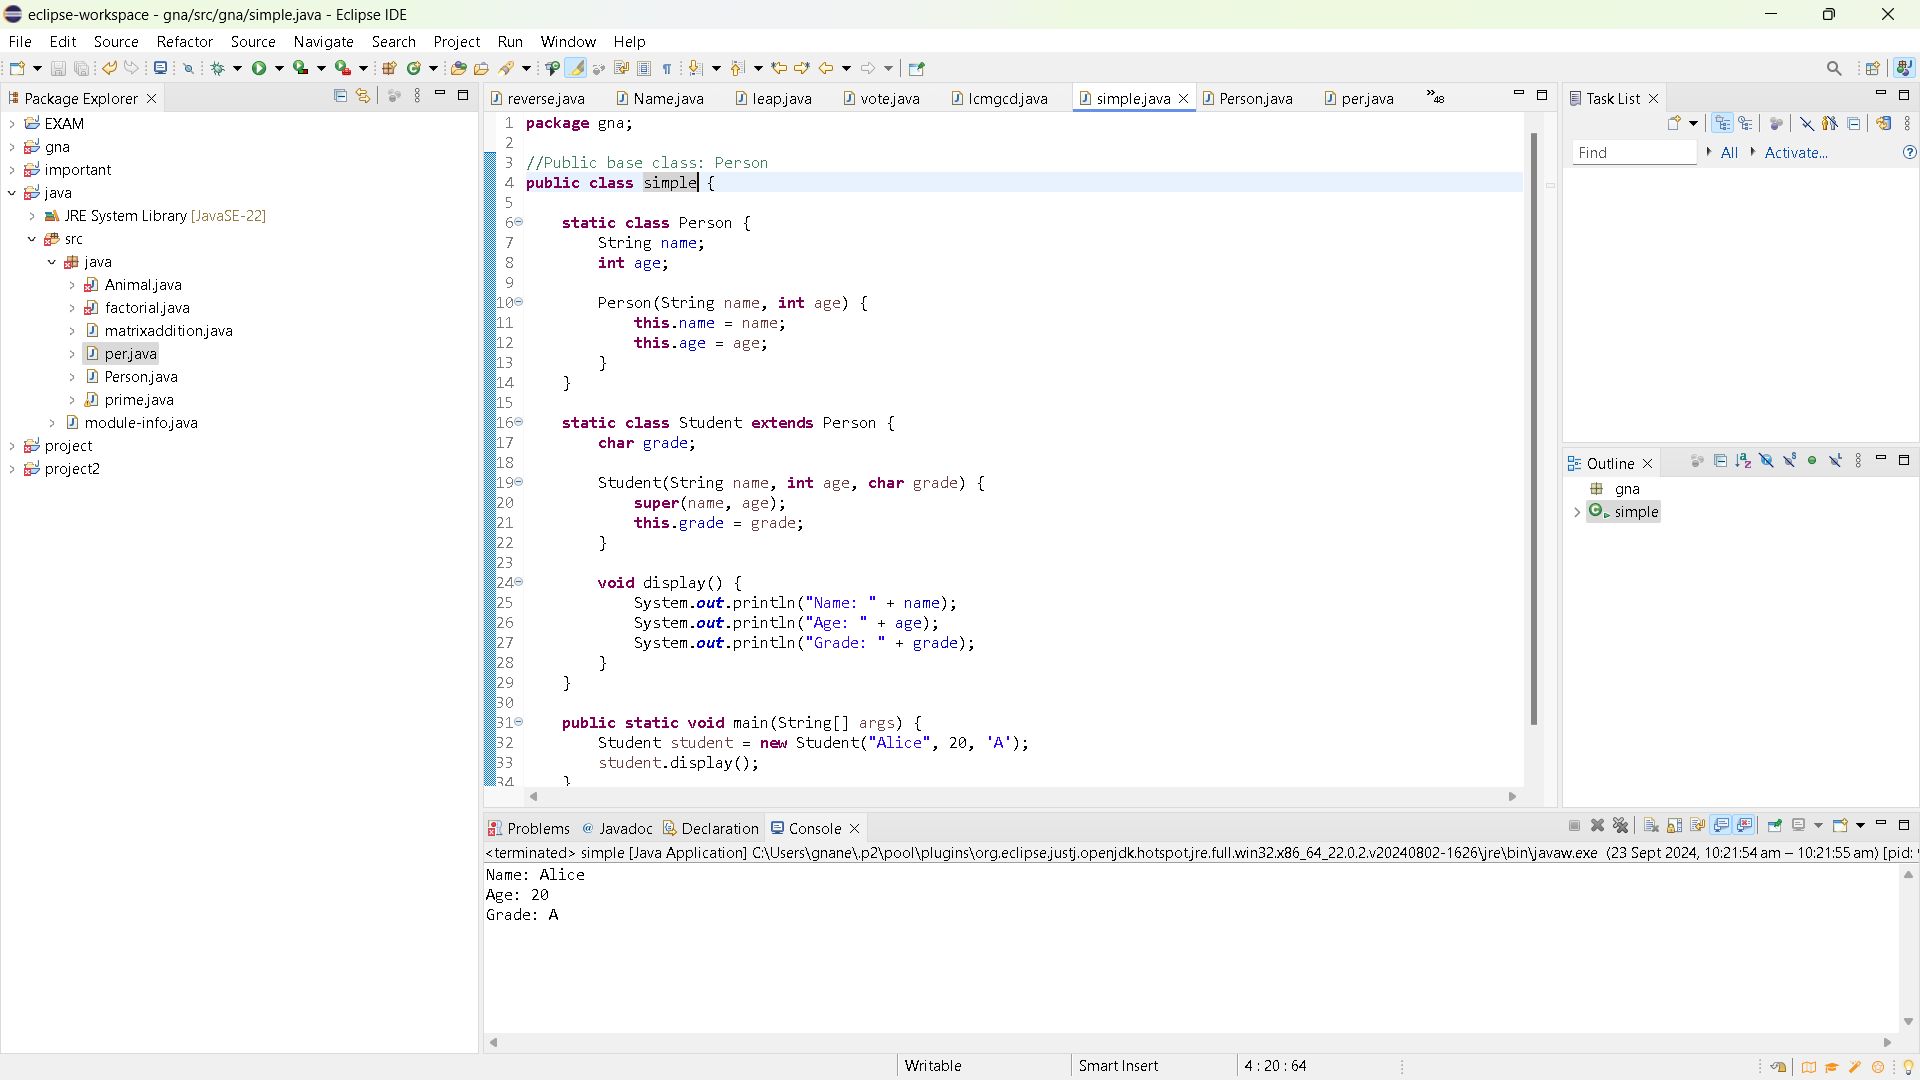 eclipse-workspace - gna/src/gna/simple.java - Eclipse IDE
File Edit Source Refactor Source Navigate Search Project Run Window Help
Package Explorer
EXAM
gna
important
java
JRE System Library [JavaSE-22]
src
java
Animal.java
factorial.java
matrixaddition.java
per.java
Person.java
prime.java
module-info.java
project
project2
reverse.java Name.java leap.java vote.java lcmgcd.java simple.java Person.java per.java »48
1 package gna;
2
3 //Public base class: Person
4 public class simple {
5
6 static class Person {
7 String name;
8 int age;
9
10 Person(String name, int age) {
11 this.name = name;
12 this.age = age;
13 }
14 }
15
16 static class Student extends Person {
17 char grade;
18
19 Student(String name, int age, char grade) {
20 super(name, age);
21 this.grade = grade;
22 }
23
24 void display() {
25 System.out.println("Name: " + name);
26 System.out.println("Age: " + age);
27 System.out.println("Grade: " + grade);
28 }
29 }
30
31 public static void main(String[] args) {
32 Student student = new Student("Alice", 20, 'A');
33 student.display();
34 }
Task List
Find All Activate...
Outline
gna
simple
Problems Javadoc Declaration Console
<terminated> simple [Java Application] C:\Users\gnane\.p2\pool\plugins\org.eclipse.justj.openjdk.hotspot.jre.full.win32.x86_64_22.0.2.v20240802-1626\jre\bin\javaw.exe (23 Sept 2024, 10:21:54 am – 10:21:55 am) [pid:
Name: Alice
Age: 20
Grade: A
Writable Smart Insert 4 : 20 : 64